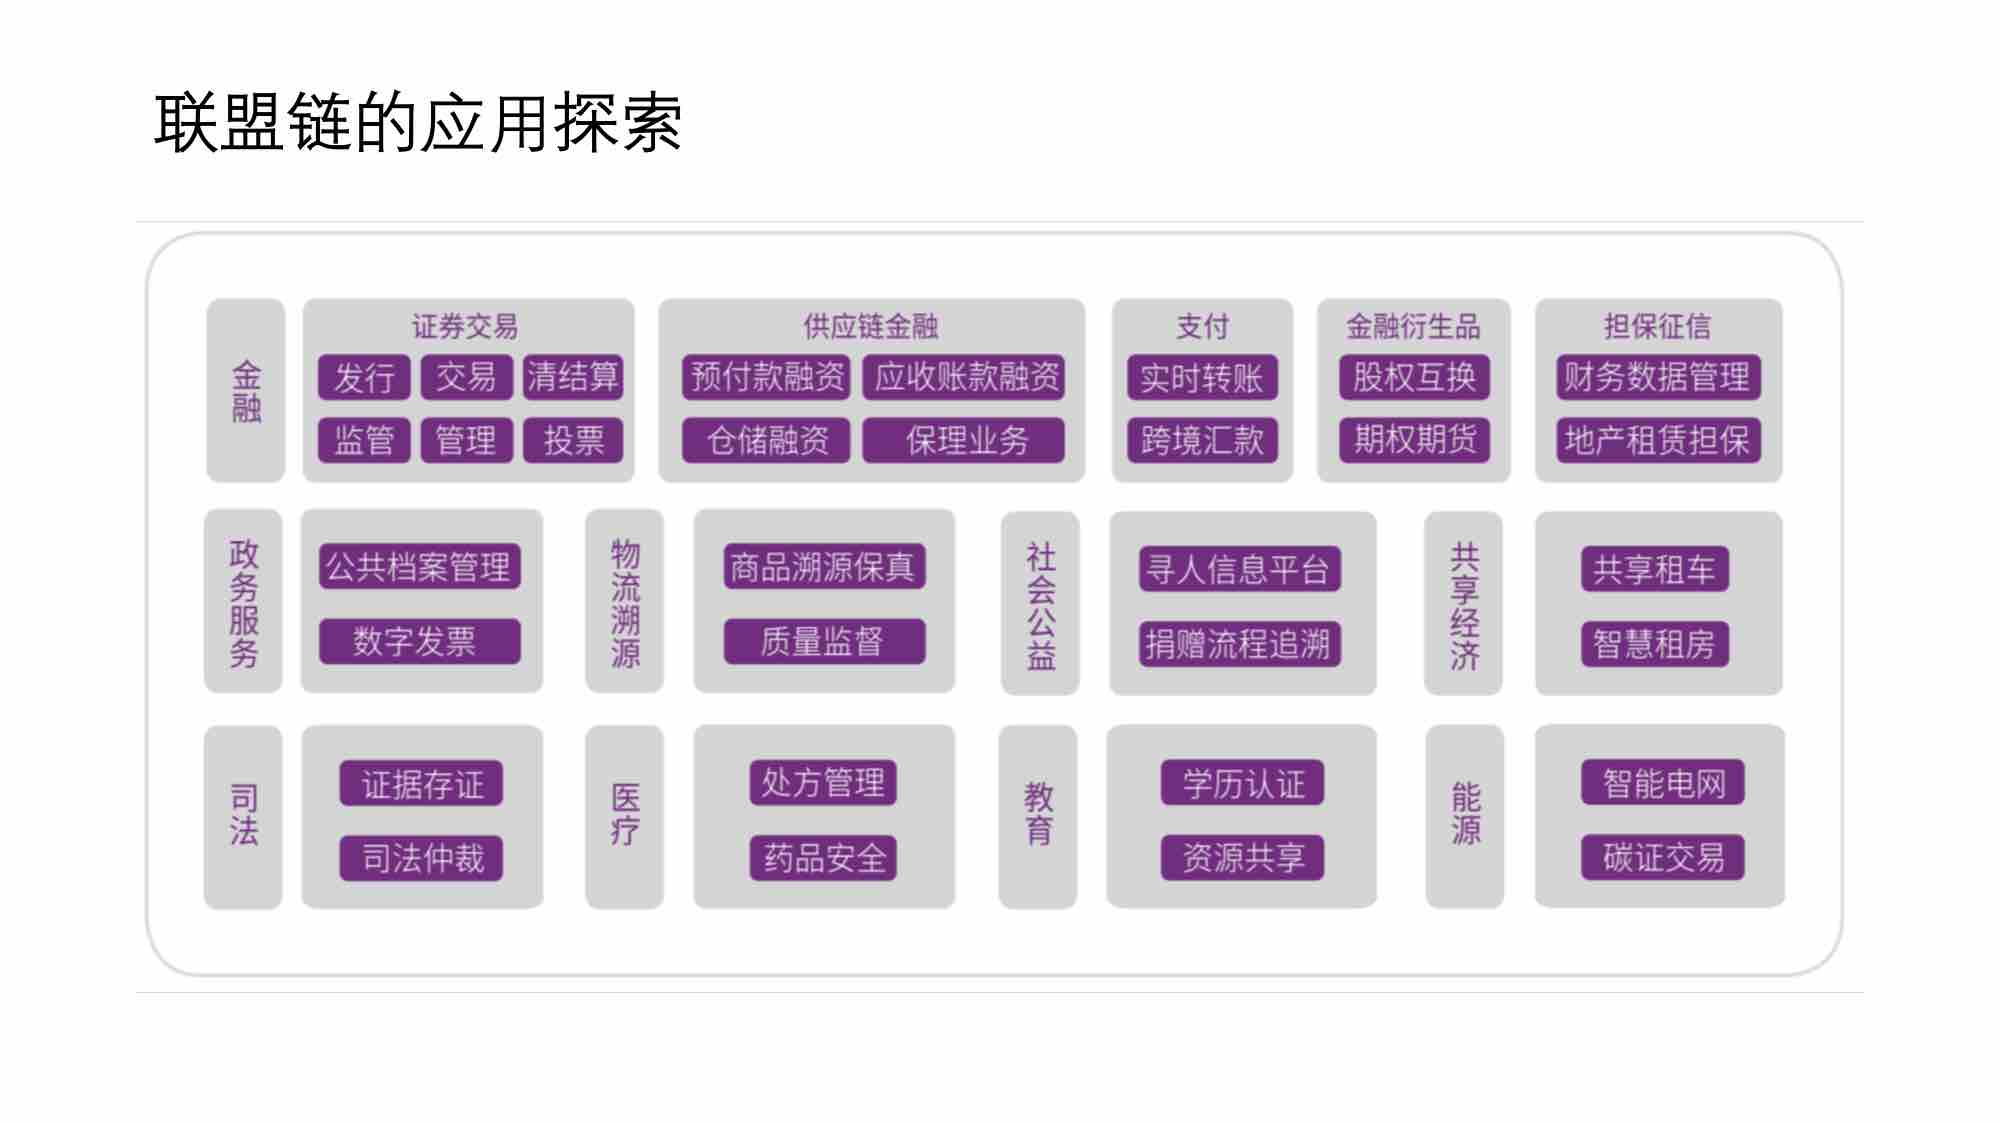 联盟链的应用探索
金融
证券交易
发行 交易 清结算
监管 管理 投票
供应链金融
预付款融资 应收账款融资
仓储融资 保理业务
支付
实时转账
跨境汇款
金融衍生品
股权互换
期权期货
担保征信
财务数据管理
地产租赁担保
政务服务
公共档案管理
数字发票
物流溯源
商品溯源保真
质量监督
社会公益
寻人信息平台
捐赠流程追溯
共享经济
共享租车
智慧租房
司法
证据存证
司法仲裁
医疗
处方管理
药品安全
教育
学历认证
资源共享
能源
智能电网
碳证交易